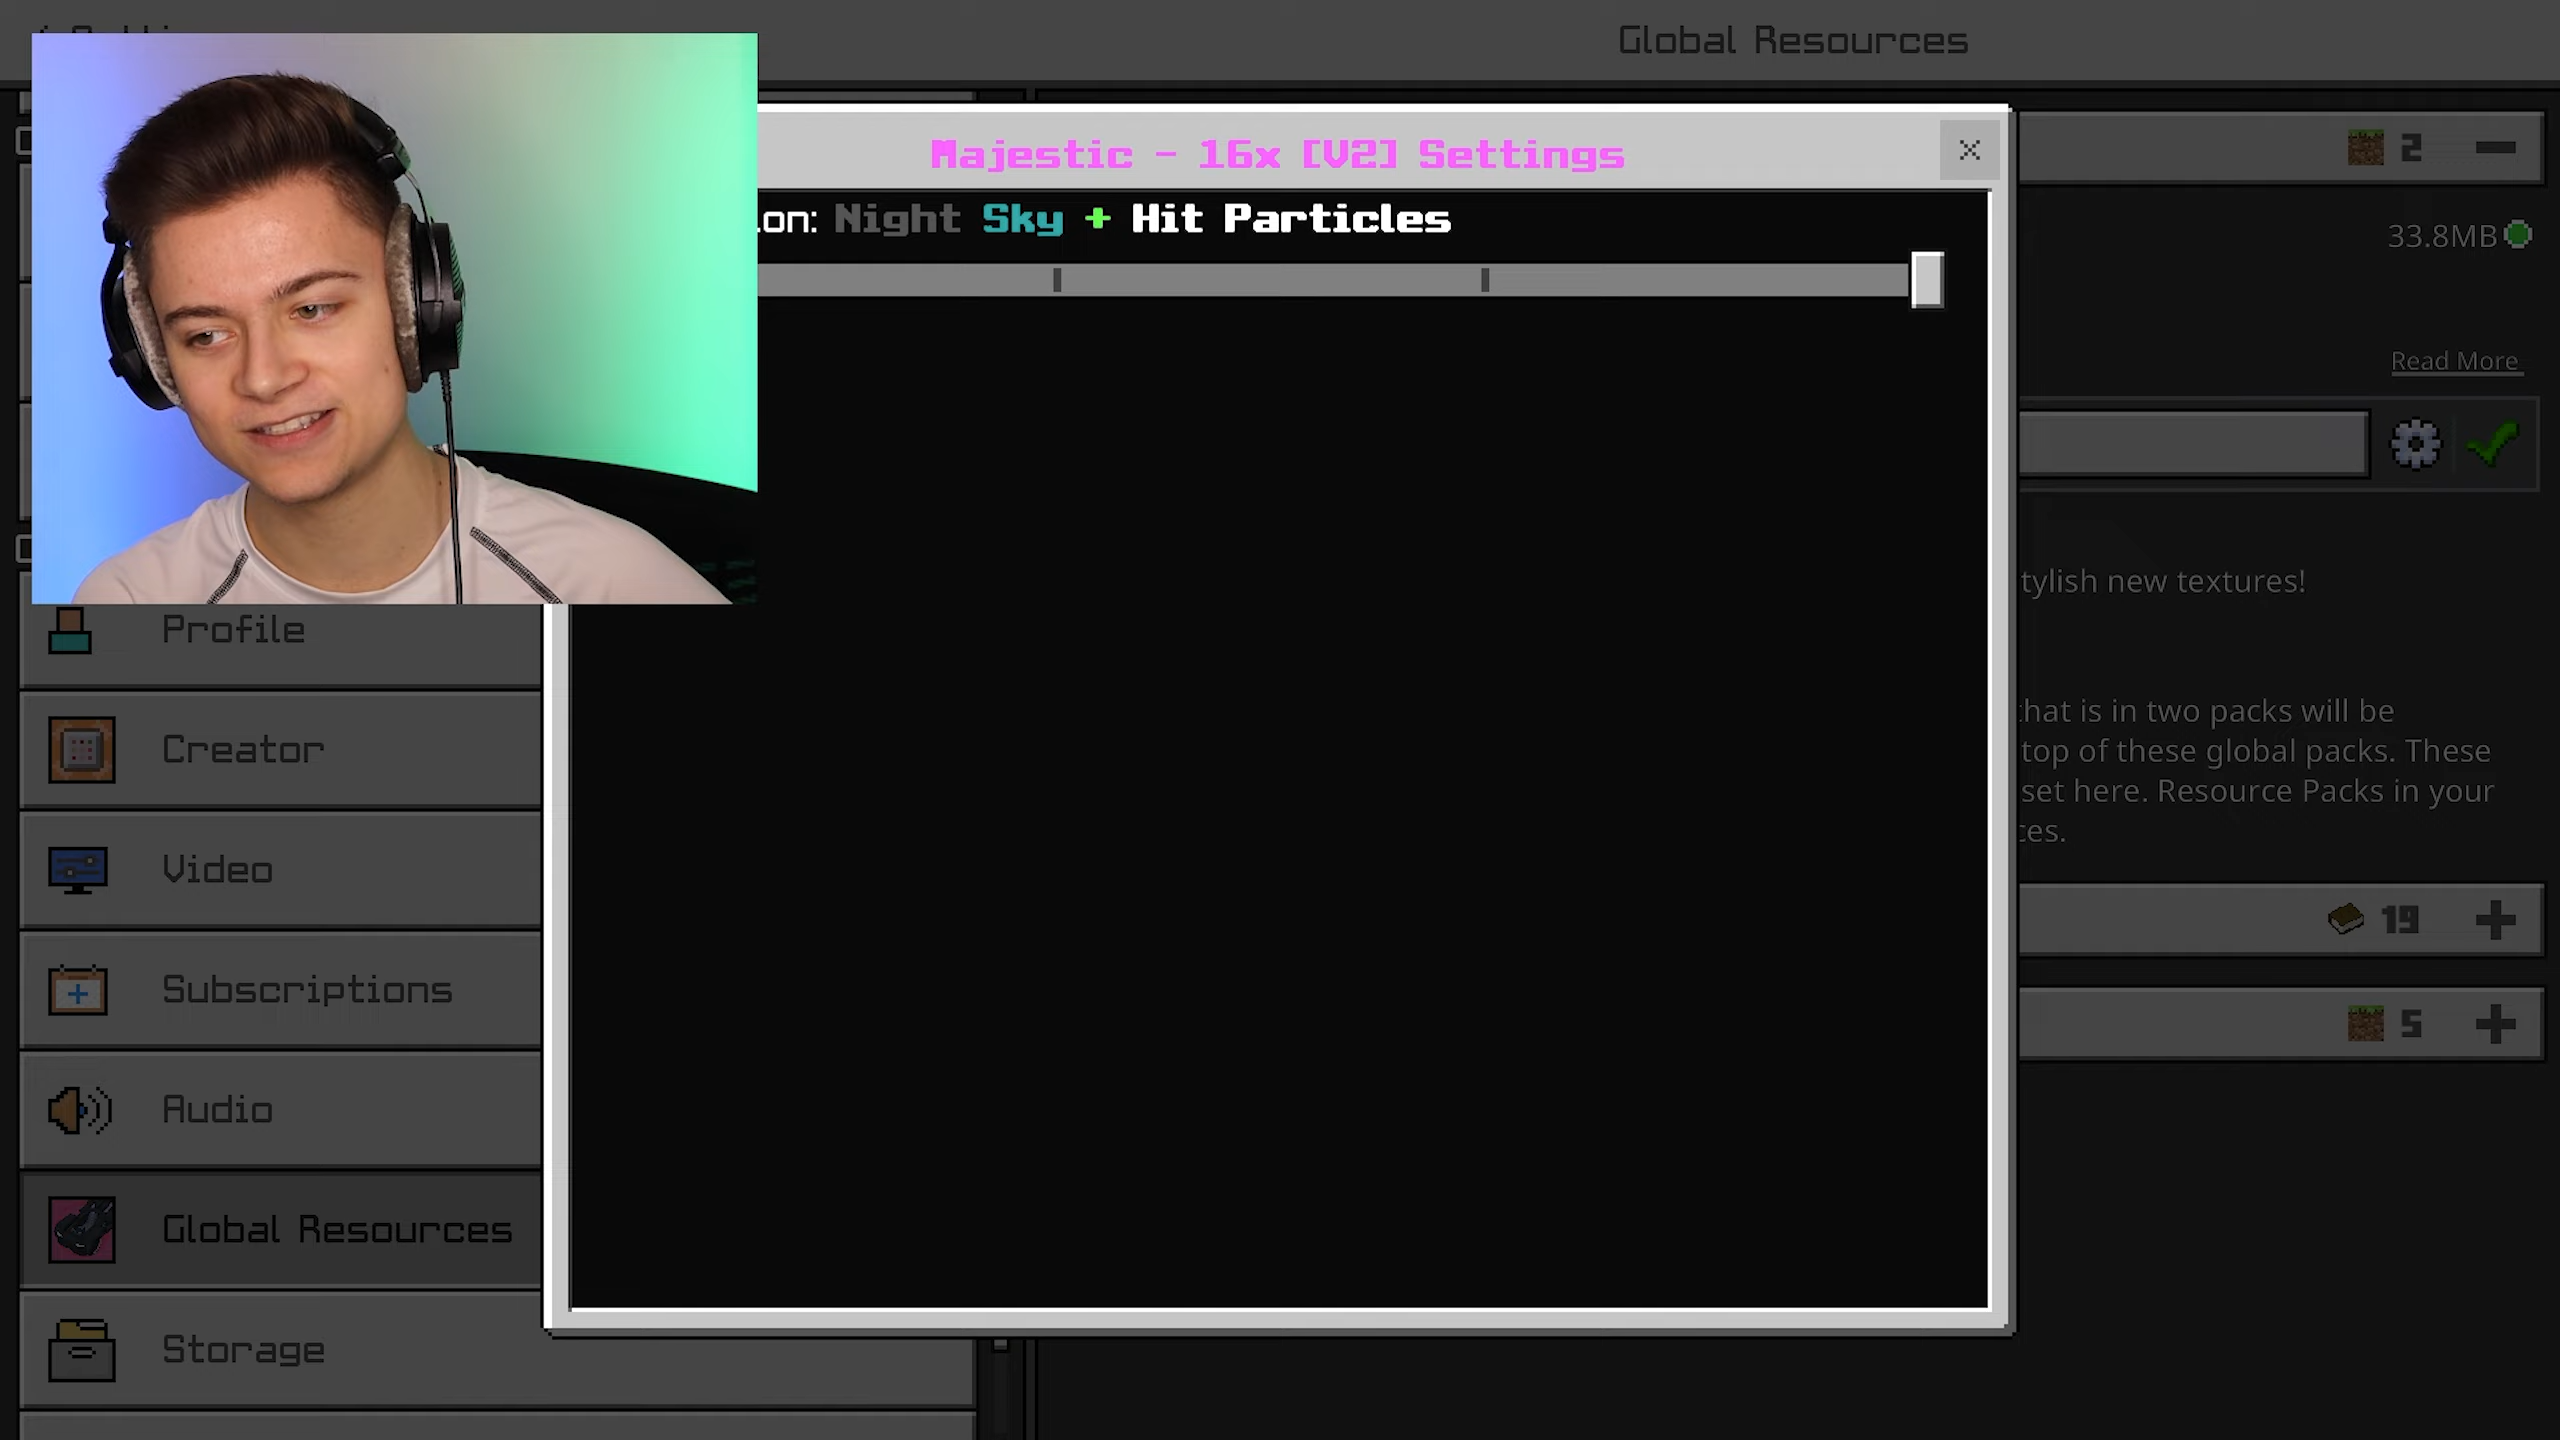 Global Resources
Majestic - 16x [V2] Settings
on: Night Sky + Hit Particles
2
33.8MB
Read More
tylish new textures!
that is in two packs will be
top of these global packs. These
set here. Resource Packs in your
ces.
19
5
Profile
Creator
Video
Subscriptions
Audio
Global Resources
Storage